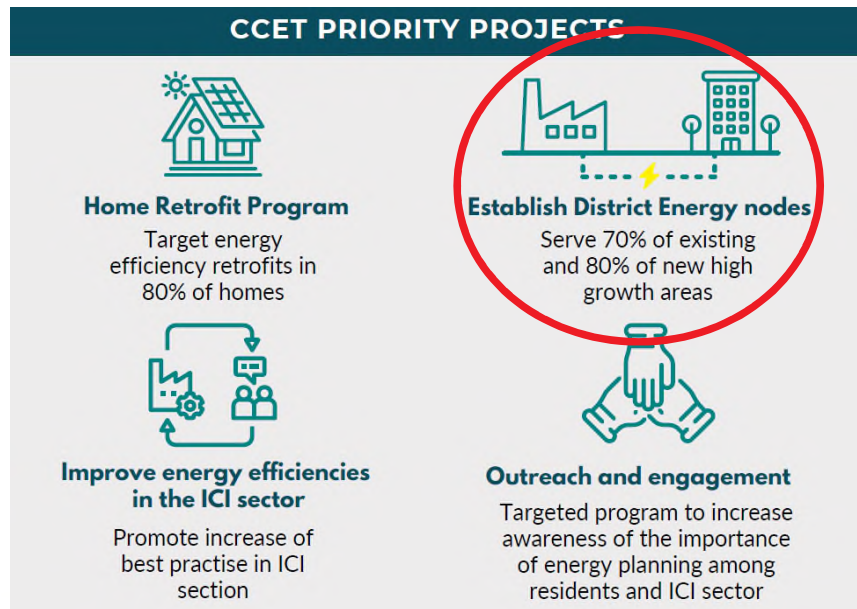 CCET PRIORITY PROJECTS
Home Retrofit Program
Target energy
efficiency retrofits in
80% of homes
Establish District Energy nodes
Serve 70% of existing
and 80% of new high
growth areas
Improve energy efficiencies
in the ICI sector
Promote increase of
best practise in ICI
section
Outreach and engagement
Targeted program to increase
awareness of the importance
of energy planning among
residents and ICI sector